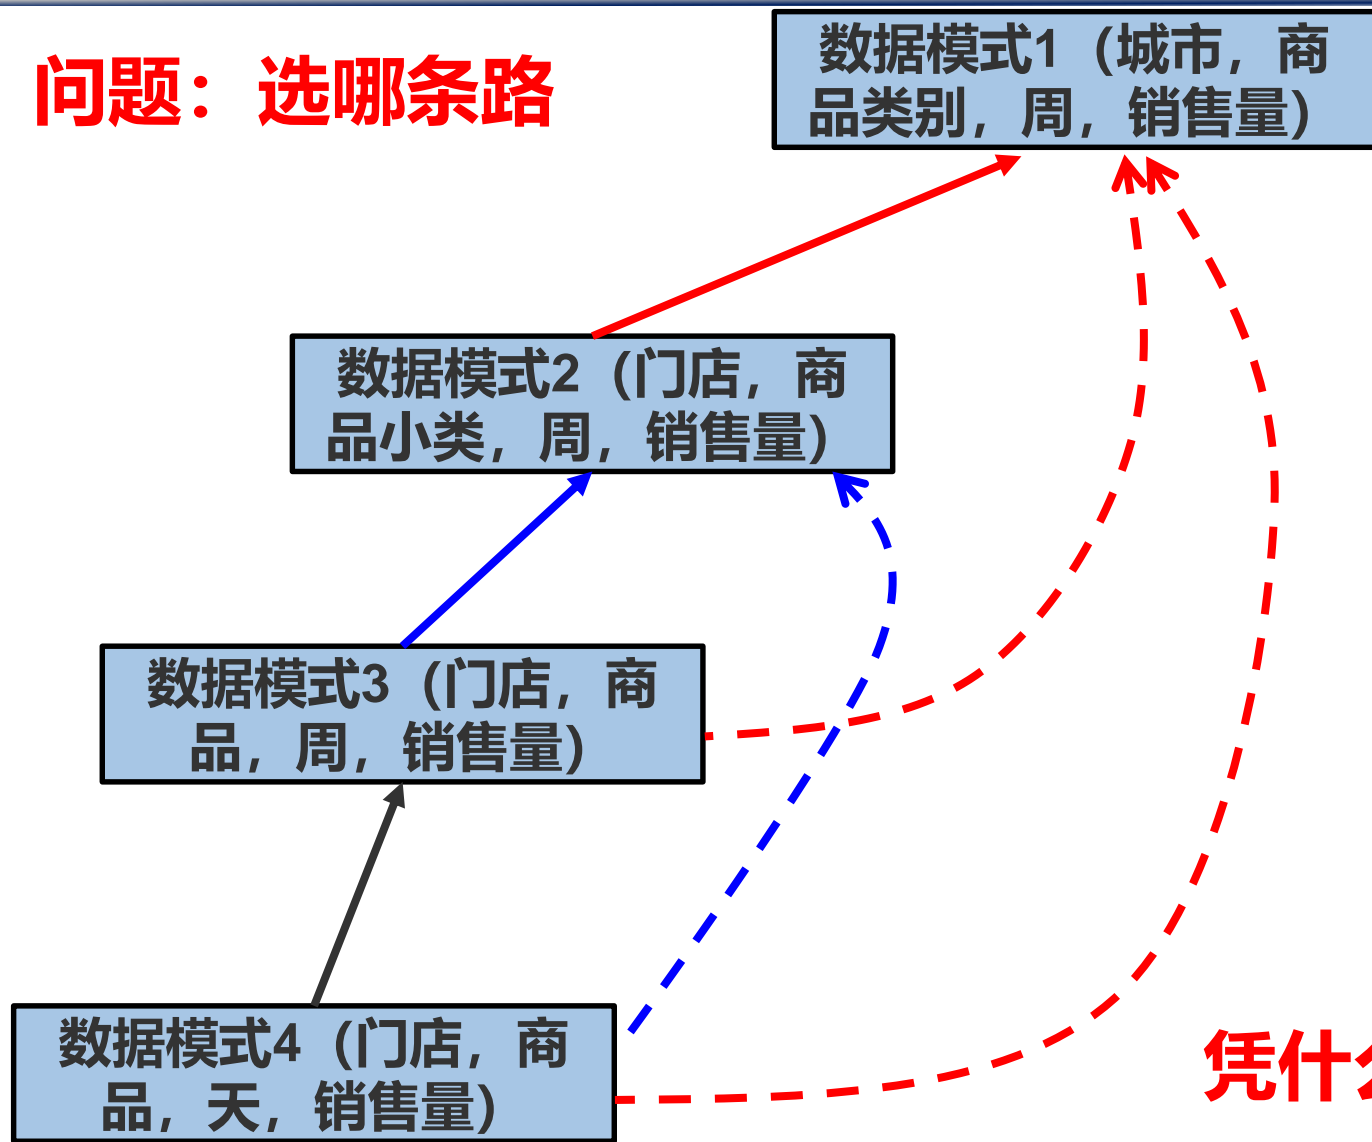 问题：选哪条路
数据模式1（城市，商
品类别，周，销售量）
数据模式2（门店，商
品小类，周，销售量）
数据模式3（门店，商
品，周，销售量）
数据模式4（门店，商
品，天，销售量）
凭什